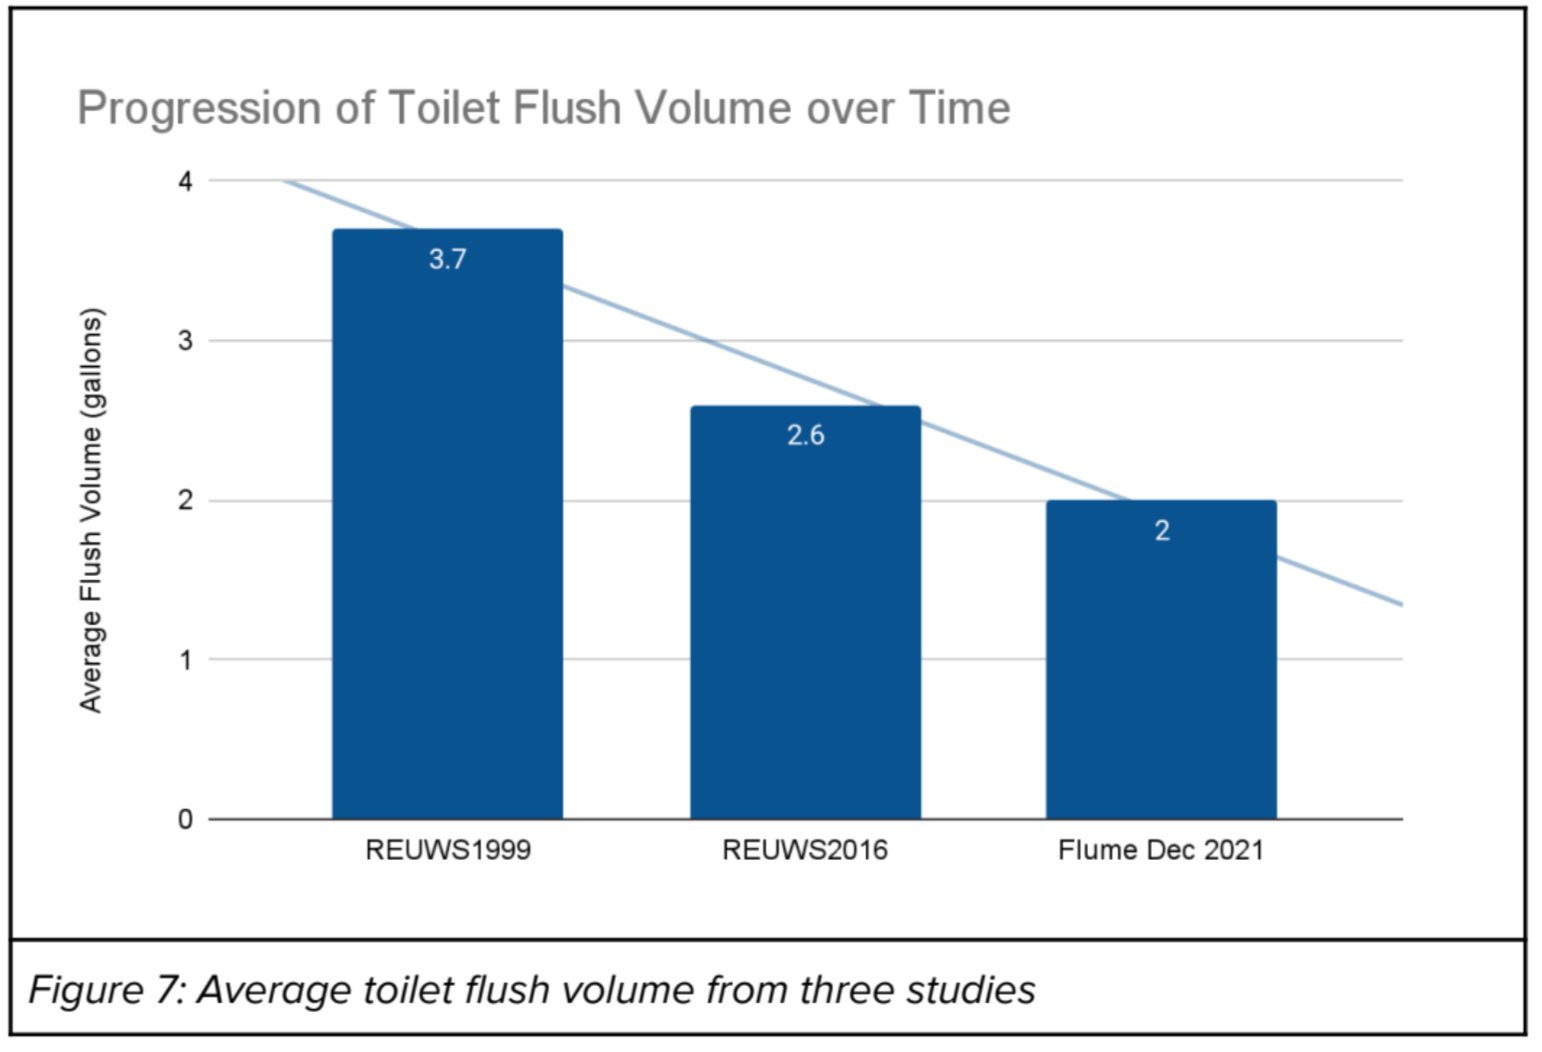 Progression of Toilet Flush Volume over Time
Average Flush Volume (gallons)
4
3
2
1
0
3.7
2.6
2
REUWS1999
REUWS2016
Flume Dec 2021
Figure 7: Average toilet flush volume from three studies